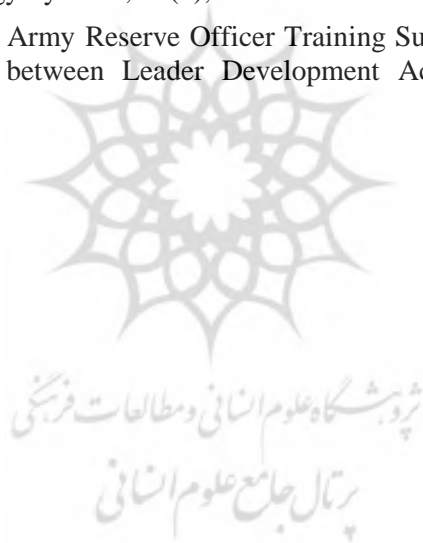 Army Reserve Officer Training Su
between Leader Development Ac
پژوهشگاه علوم انسانی و مطالعات فرهنگی
پرتال جامع علوم انسانی